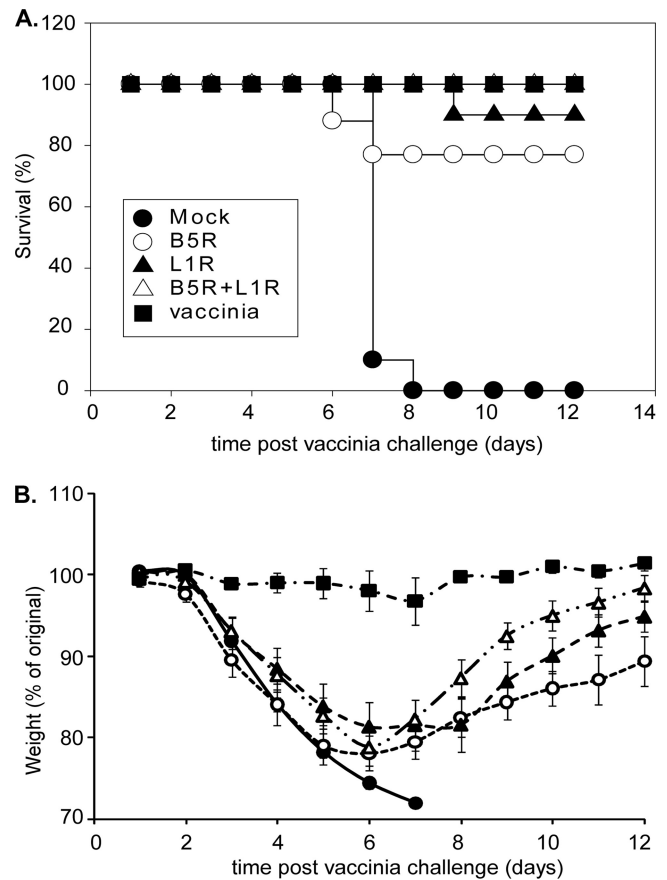 A.
120
100
80
60
40
20
0
Survival (%)
Mock
B5R
L1R
B5R+L1R
vaccinia
0 2 4 6 8 10 12 14
time post vaccinia challenge (days)
B.
110
100
90
80
70
Weight (% of original)
0 2 4 6 8 10 12
time post vaccinia challenge (days)